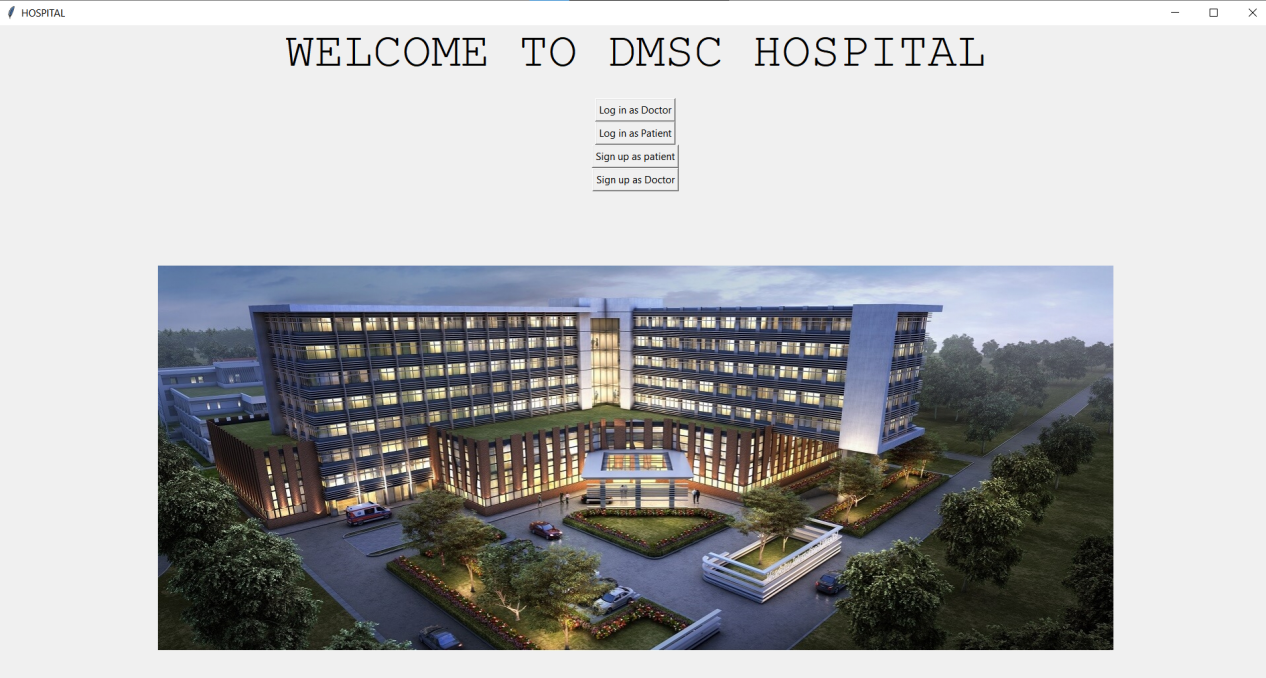 HOSPITAL
WELCOME TO DMSC HOSPITAL
Log in as Doctor
Log in as Patient
Sign up as patient
Sign up as Doctor